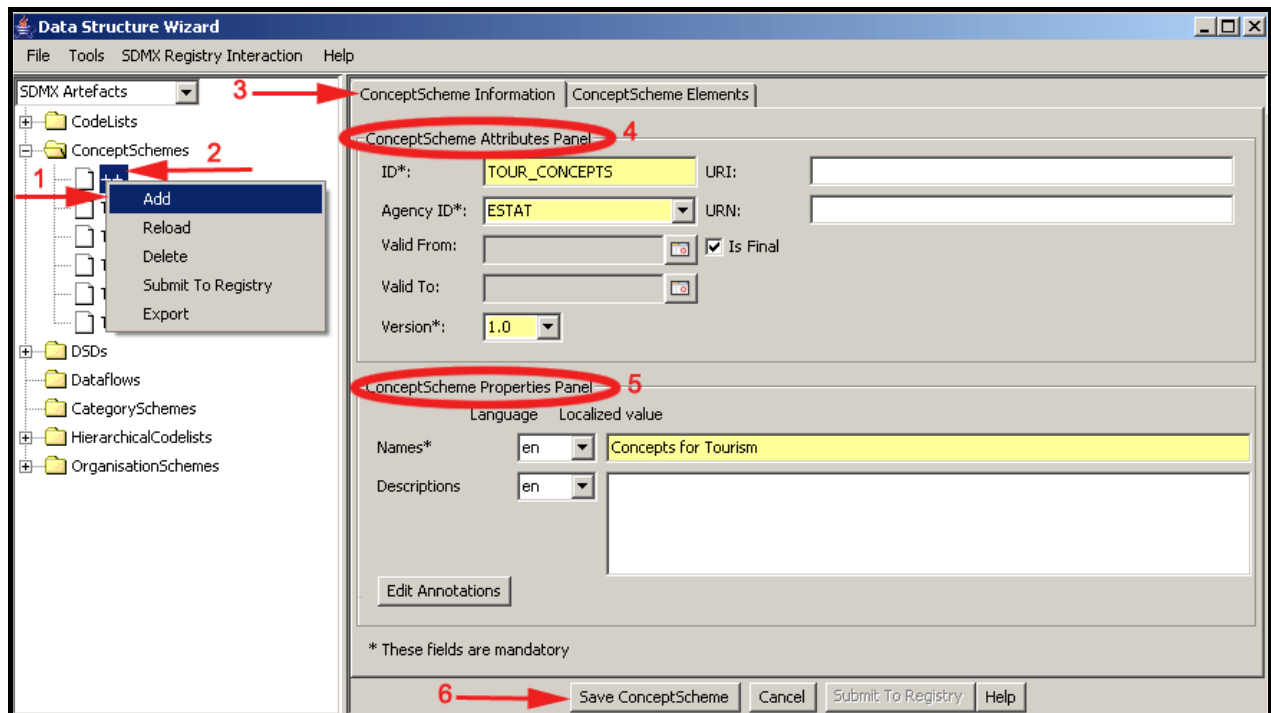 Data Structure Wizard
File Tools SDMX Registry Interaction Help
SDMX Artefacts
3
CodeLists
ConceptSchemes
2
++
1
Add
Reload
Delete
Submit To Registry
Export
DSDs
Dataflows
CategorySchemes
HierarchicalCodelists
OrganisationSchemes
ConceptScheme Information ConceptScheme Elements
ConceptScheme Attributes Panel 4
ID*: TOUR_CONCEPTS URI:
Agency ID*: ESTAT URN:
Valid From: Is Final
Valid To:
Version*: 1.0
ConceptScheme Properties Panel 5
Language Localized value
Names* en Concepts for Tourism
Descriptions en
Edit Annotations
* These fields are mandatory
6 Save ConceptScheme Cancel Submit To Registry Help